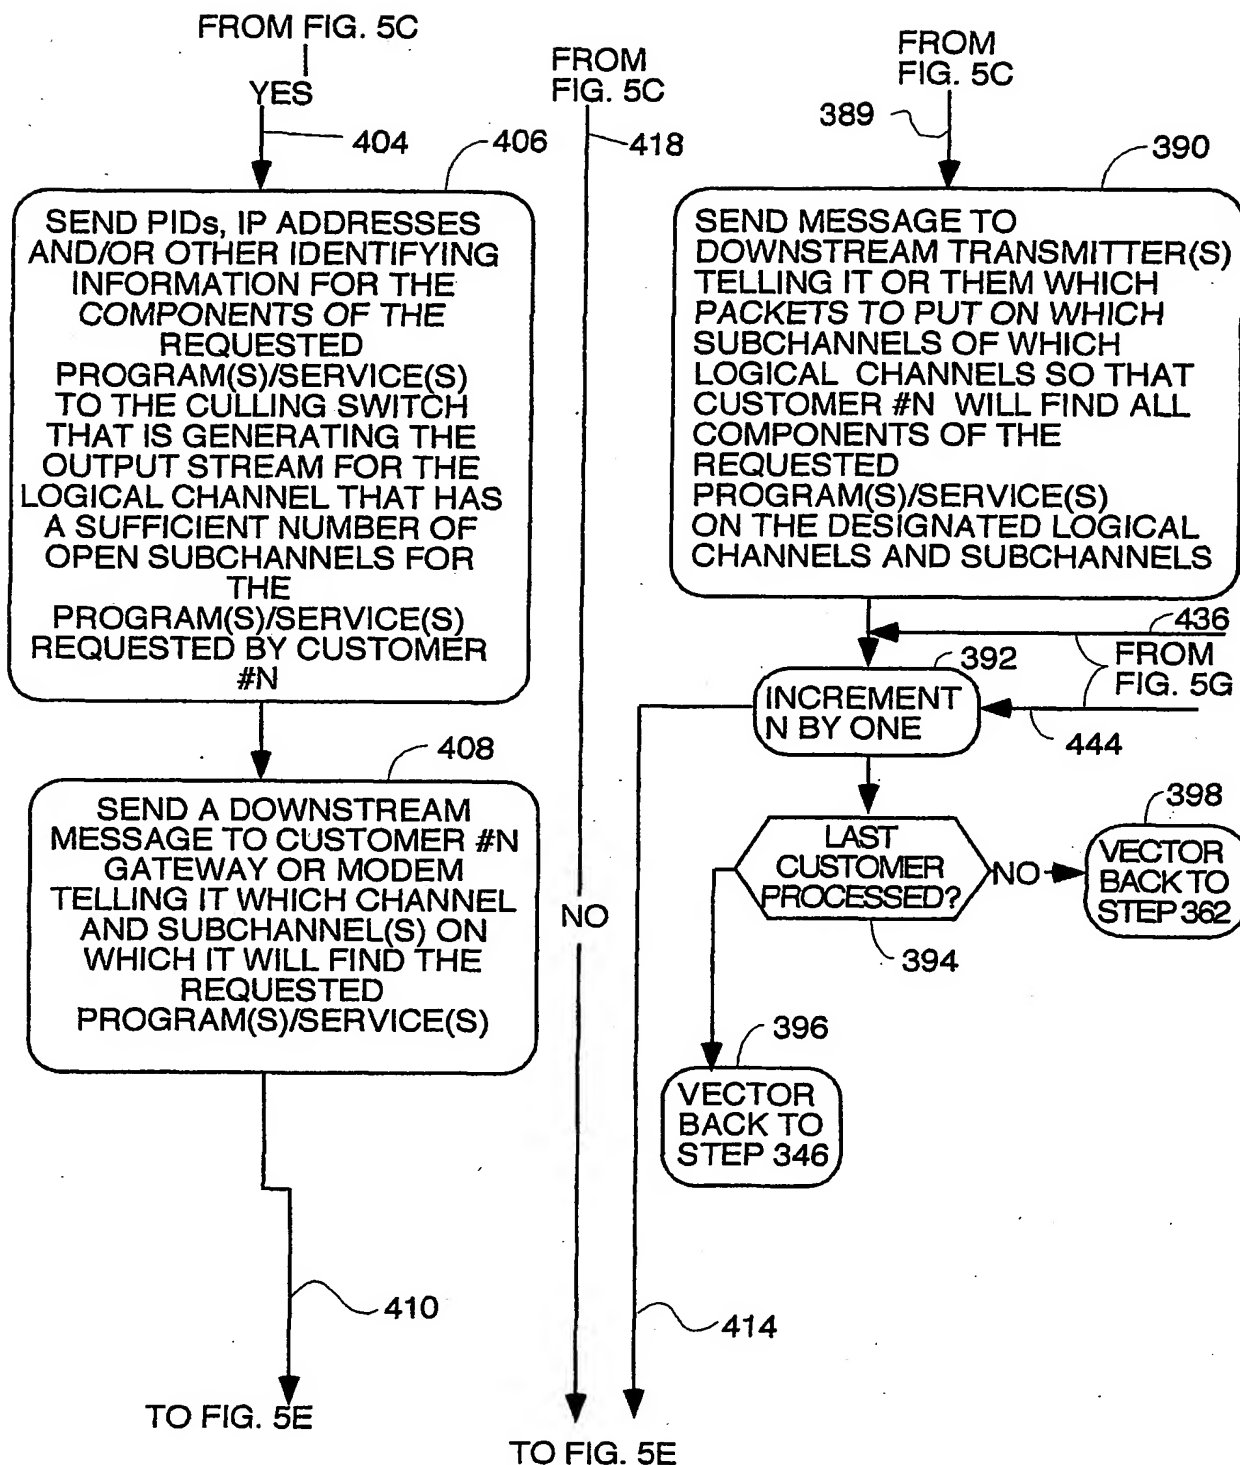 FROM FIG. 5C
YES
404
406
SEND PIDs, IP ADDRESSES
AND/OR OTHER IDENTIFYING
INFORMATION FOR THE
COMPONENTS OF THE
REQUESTED
PROGRAM(S)/SERVICE(S)
TO THE CULLING SWITCH
THAT IS GENERATING THE
OUTPUT STREAM FOR THE
LOGICAL CHANNEL THAT HAS
A SUFFICIENT NUMBER OF
OPEN SUBCHANNELS FOR
THE
PROGRAM(S)/SERVICE(S)
REQUESTED BY CUSTOMER
#N
408
SEND A DOWNSTREAM
MESSAGE TO CUSTOMER #N
GATEWAY OR MODEM
TELLING IT WHICH CHANNEL
AND SUBCHANNEL(S) ON
WHICH IT WILL FIND THE
REQUESTED
PROGRAM(S)/SERVICE(S)
410
TO FIG. 5E
FROM
FIG. 5C
418
NO
FROM
FIG. 5C
389
390
SEND MESSAGE TO
DOWNSTREAM TRANSMITTER(S)
TELLING IT OR THEM WHICH
PACKETS TO PUT ON WHICH
SUBCHANNELS OF WHICH
LOGICAL CHANNELS SO THAT
CUSTOMER #N WILL FIND ALL
COMPONENTS OF THE
REQUESTED
PROGRAM(S)/SERVICE(S)
ON THE DESIGNATED LOGICAL
CHANNELS AND SUBCHANNELS
436
392
FROM
FIG. 5G
INCREMENT
N BY ONE
444
LAST
CUSTOMER
PROCESSED?
NO
398
VECTOR
BACK TO
STEP 362
394
396
VECTOR
BACK TO
STEP 346
414
TO FIG. 5E